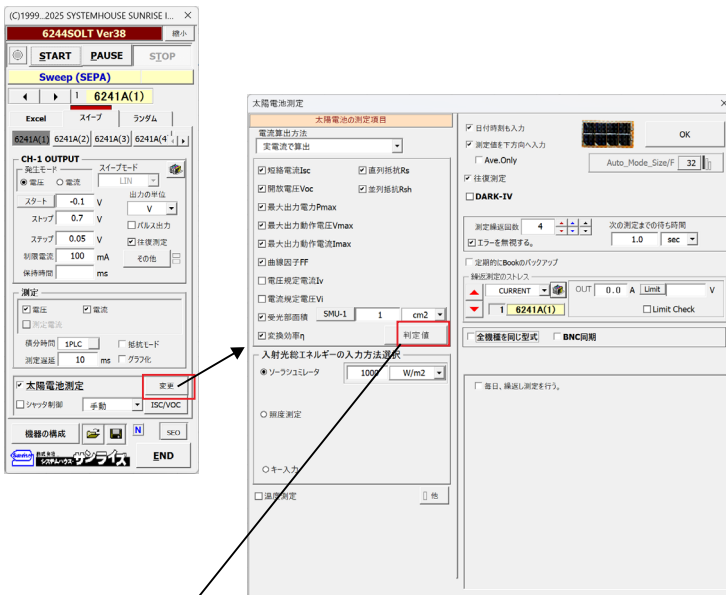 (C)1999...2025 SYSTEMHOUSE SUNRISE I... ×
6244SOLT Ver38
縮小
START PAUSE STOP
Sweep (SEPA)
1 6241A(1)
Excel スイープ ランダム
6241A(1) 6241A(2) 6241A(3) 6241A(4
CH-1 OUTPUT
発生モード スイープモード
電圧 電流 LIN
スタート -0.1 V 出力の単位
V
ストップ 0.7 V
パルス出力
ステップ 0.05 V 往復測定
制限電流 100 mA その他
保持時間 ms
測定
電圧 電流
測定電流
積分時間 1PLC 抵抗モード
測定遅延 10 ms グラフ化
太陽電池測定 変更
シャッタ制御 手動 ISC/VOC
機器の構成 N SEO
株式会社 システムハウス サンライズ END
太陽電池測定 ×
太陽電池の測定項目
電流算出方法
実電流で算出
短絡電流Isc 直列抵抗Rs
開放電圧Voc 並列抵抗Rsh
最大出力電力Pmax
最大出力動作電圧Vmax
最大出力動作電流Imax
曲線因子FF
電圧規定電流Iv
電流規定電圧Vi
受光部面積 SMU-1 1 cm2
変換効率η 判定値
入射光総エネルギーの入力方法選択
ソーラシュミレータ 1000 W/m2
照度測定
キー入力
温度測定 他
日付時刻も入力
測定値を下方向へ入力
Ave.Only
OK
Auto_Mode_Size/F 32
往復測定
DARK-IV
測定繰返回数 4 次の測定までの待ち時間
エラーを無視する。 1.0 sec
定期的にBookのバックアップ
繰返測定のストレス
CURRENT OUT 0.0 A Limit V
1 6241A(1) Limit Check
全機種を同じ型式 BNC同期
毎日、繰返し測定を行う。